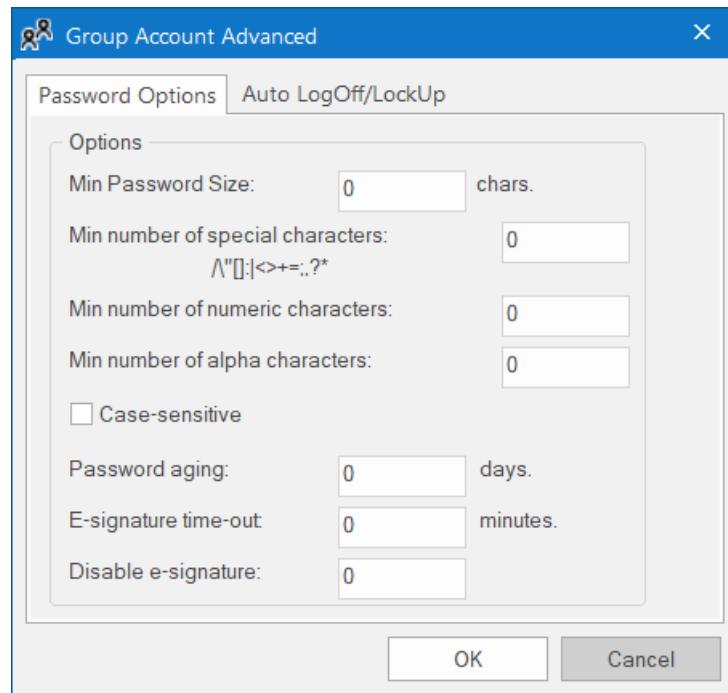 Group Account Advanced
Password Options Auto LogOff/LockUp
Options
Min Password Size: 0 chars.
Min number of special characters: 0
/\"[]:|<>+=;,.?*
Min number of numeric characters: 0
Min number of alpha characters: 0
Case-sensitive
Password aging: 0 days.
E-signature time-out: 0 minutes.
Disable e-signature: 0
OK Cancel